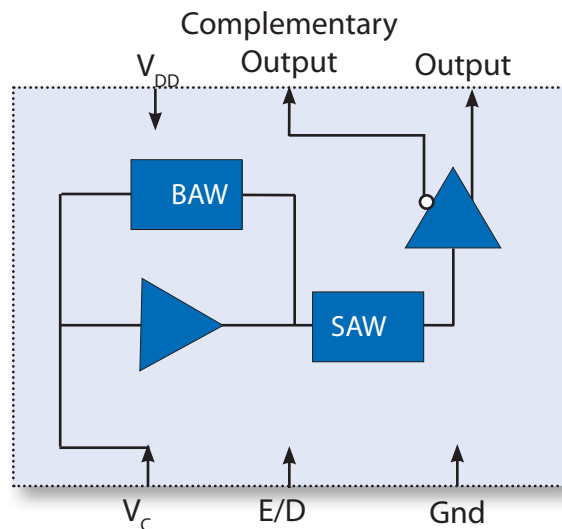 Complementary
V_DD Output Output
BAW
SAW
V_C E/D Gnd